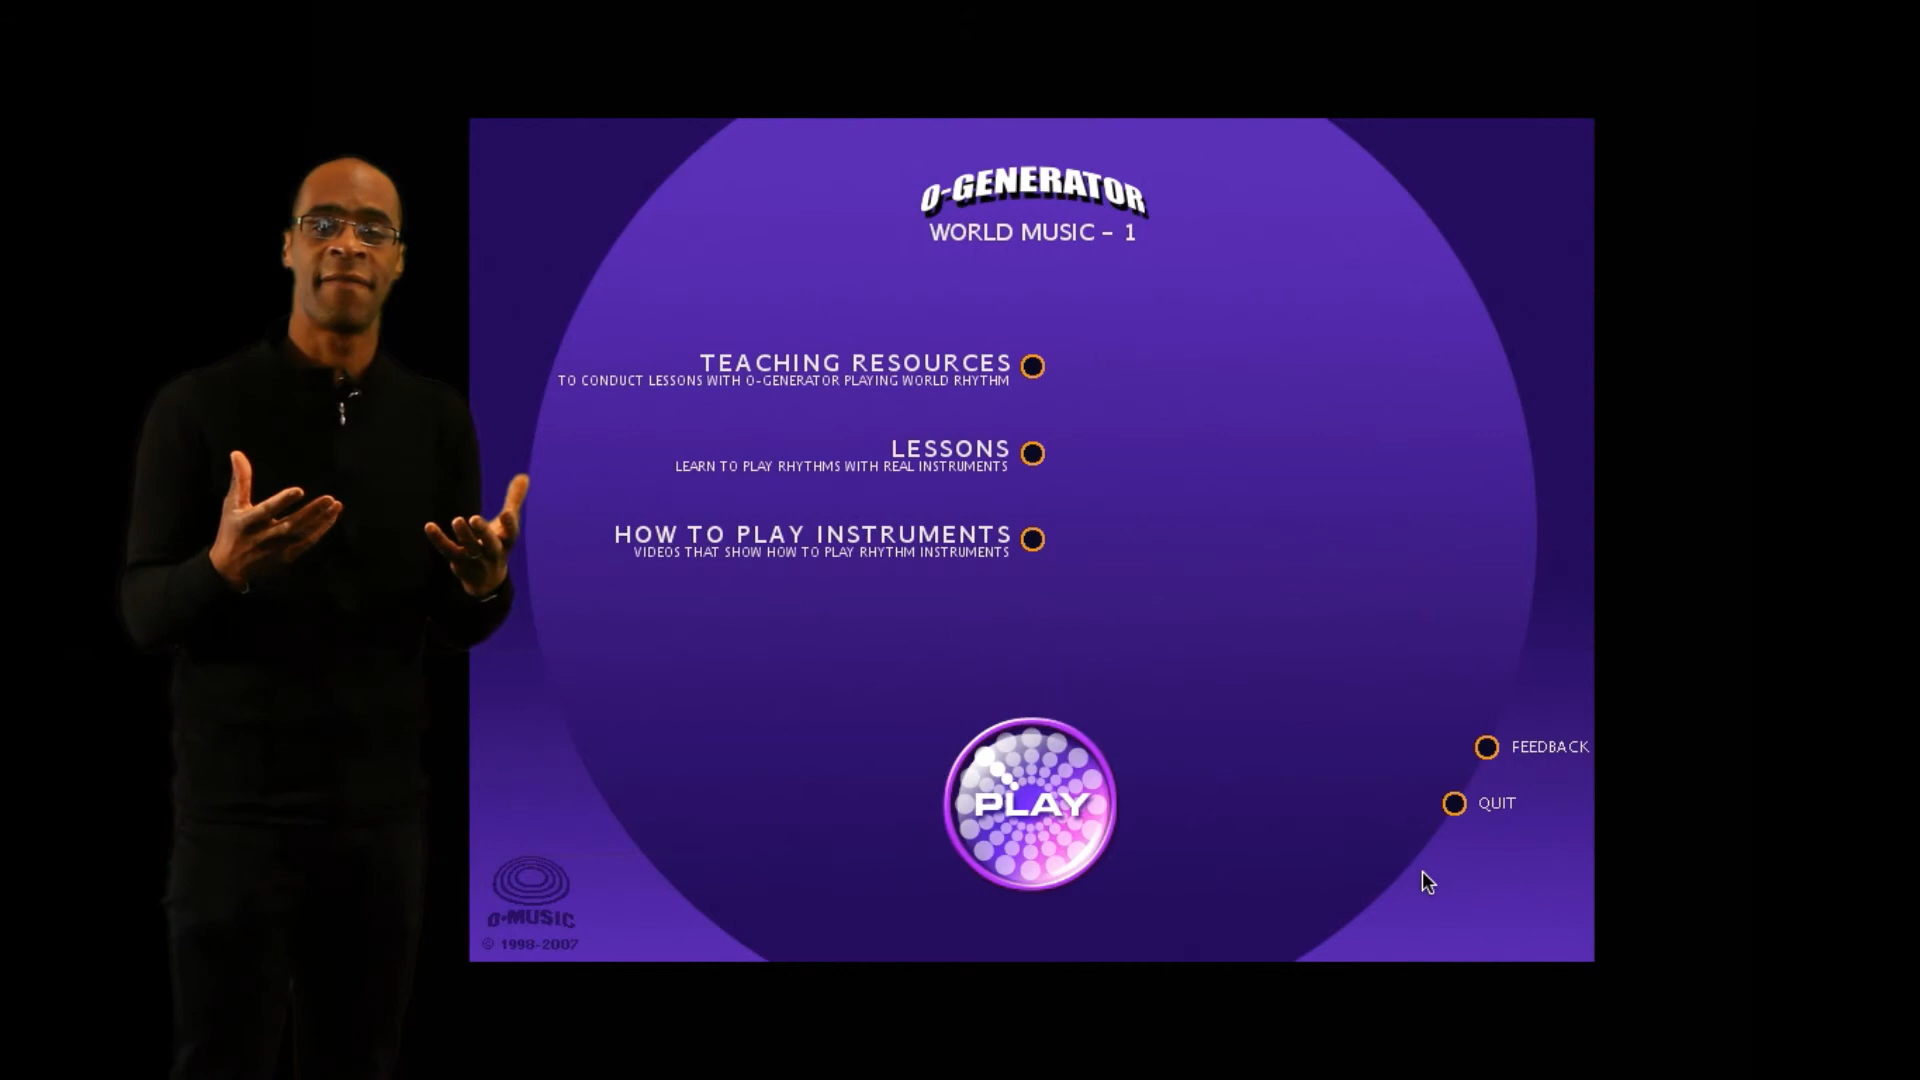 O-GENERATOR
WORLD MUSIC - 1
TEACHING RESOURCES
TO CONDUCT LESSONS WITH O-GENERATOR PLAYING WORLD RHYTHM
LESSONS
LEARN TO PLAY RHYTHMS WITH REAL INSTRUMENTS
HOW TO PLAY INSTRUMENTS
VIDEOS THAT SHOW HOW TO PLAY RHYTHM INSTRUMENTS
PLAY
FEEDBACK
QUIT
O-MUSIC
© 1998-2007